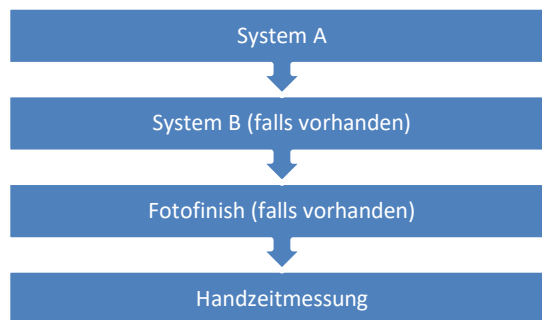 System A
System B (falls vorhanden)
Fotofinish (falls vorhanden)
Handzeitmessung